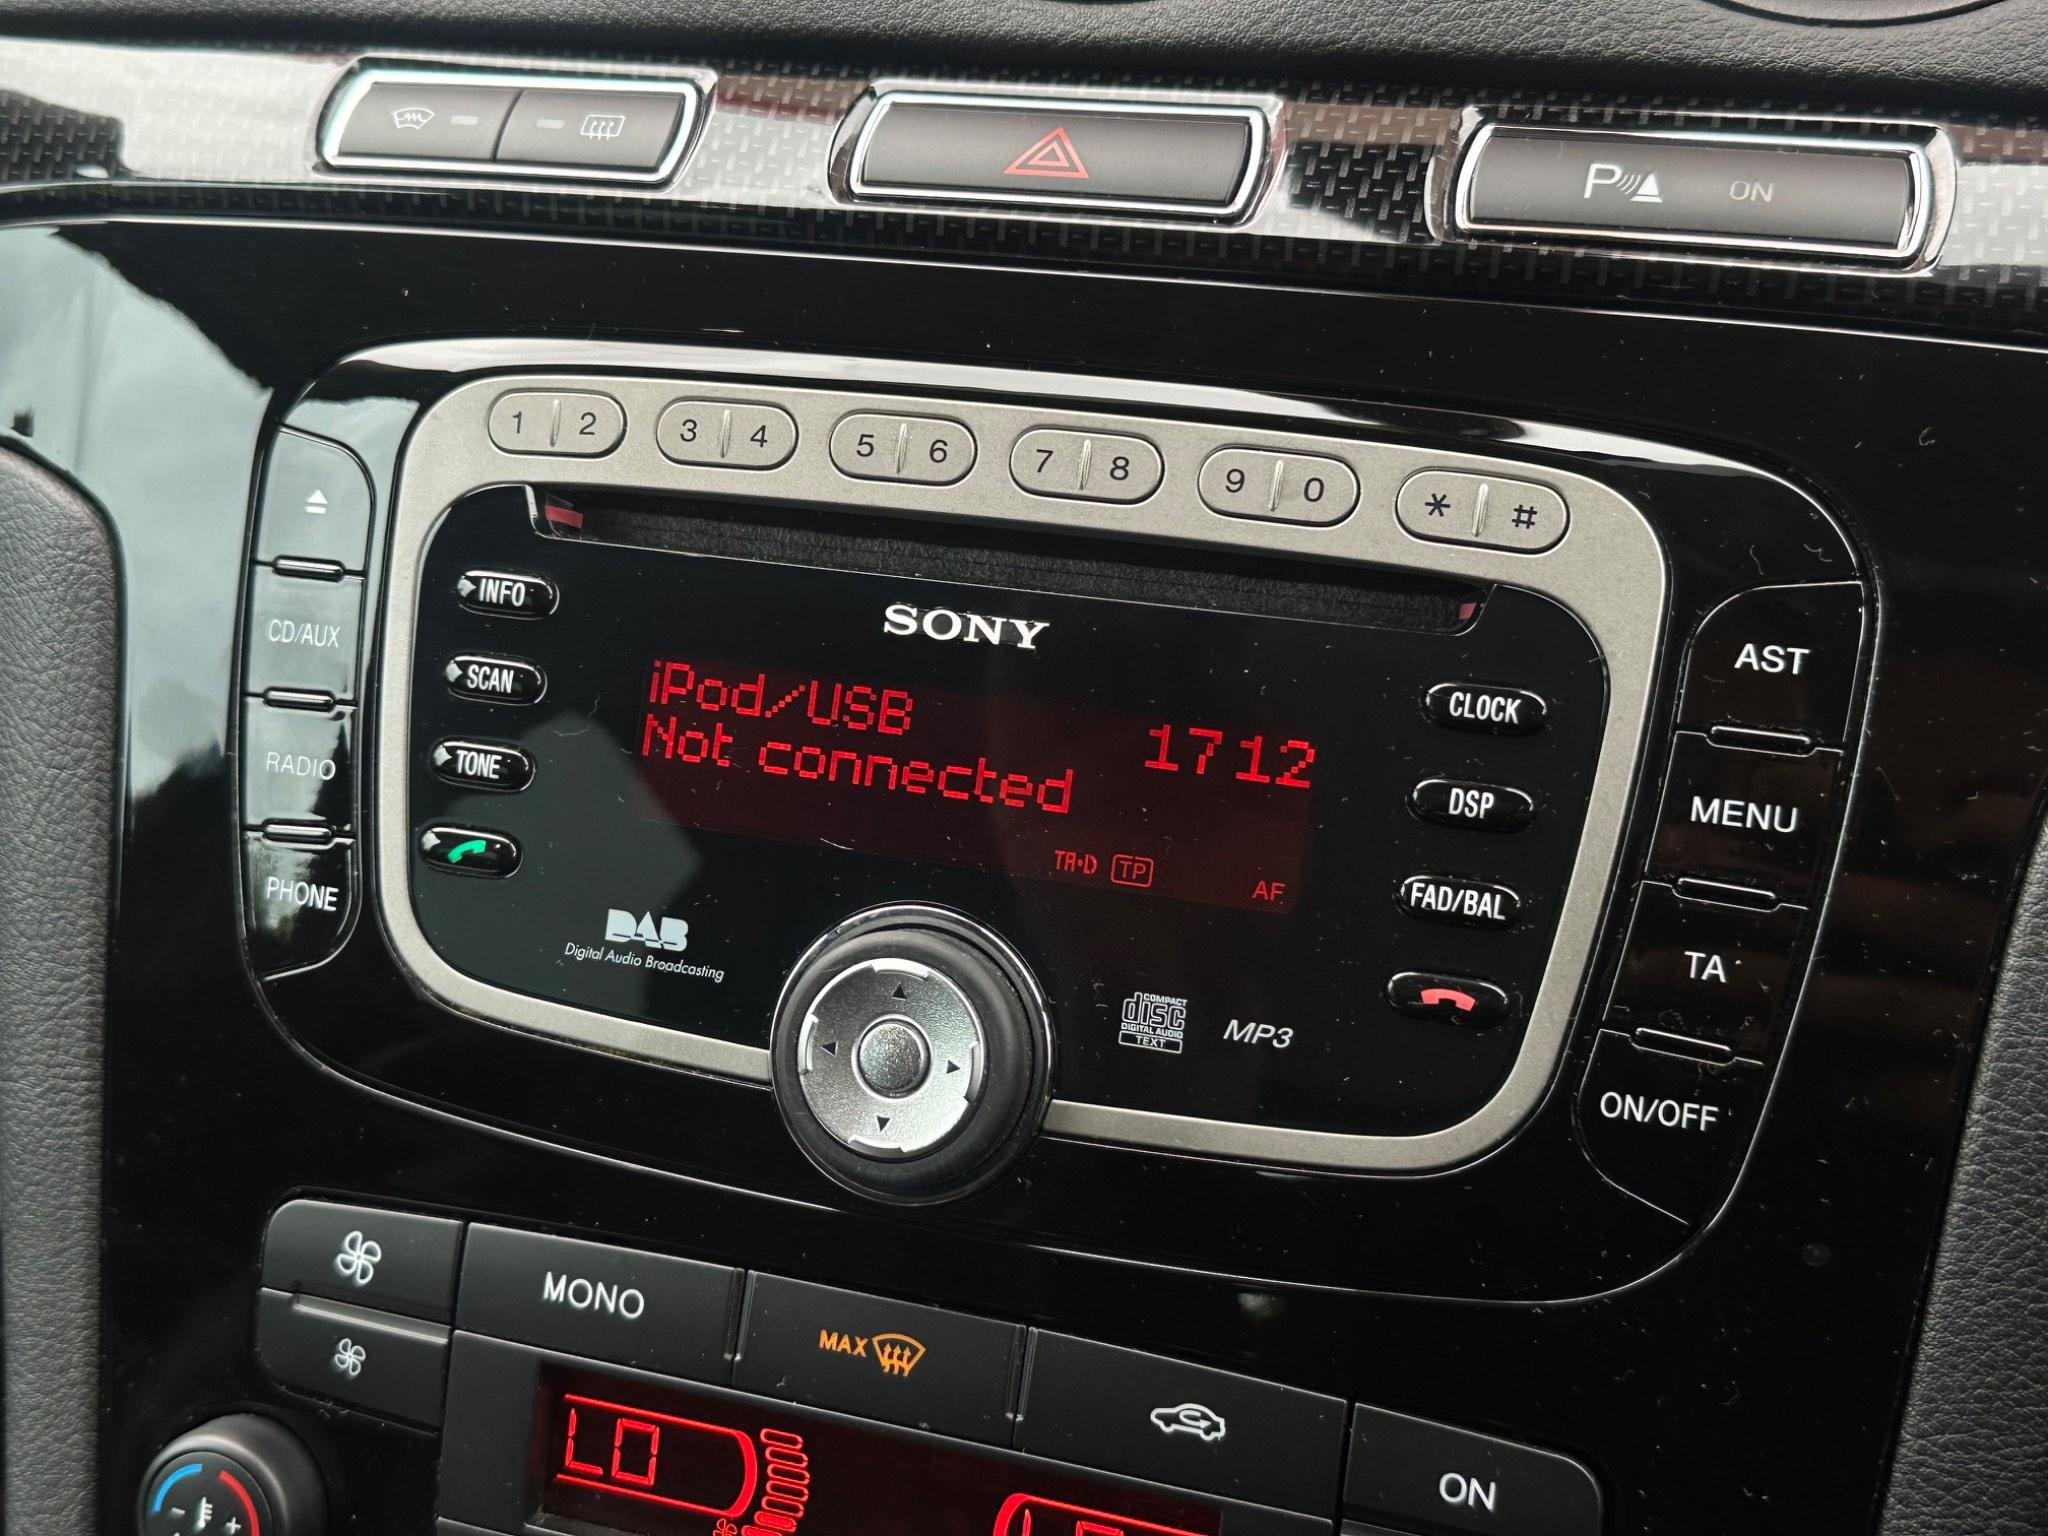 P ON
1 2 3 4 5 6 7 8 9 0 * #
INFO
CD/AUX
SCAN
RADIO
TONE
PHONE
SONY
iPod/USB
Not connected
1712
TA-D TP AF
AST
CLOCK
MENU
DSP
FAD/BAL
TA
ON/OFF
DAB
Digital Audio Broadcasting
COMPACT
disc
DIGITAL AUDIO
TEXT
MP3
MONO
MAX
ON
LO